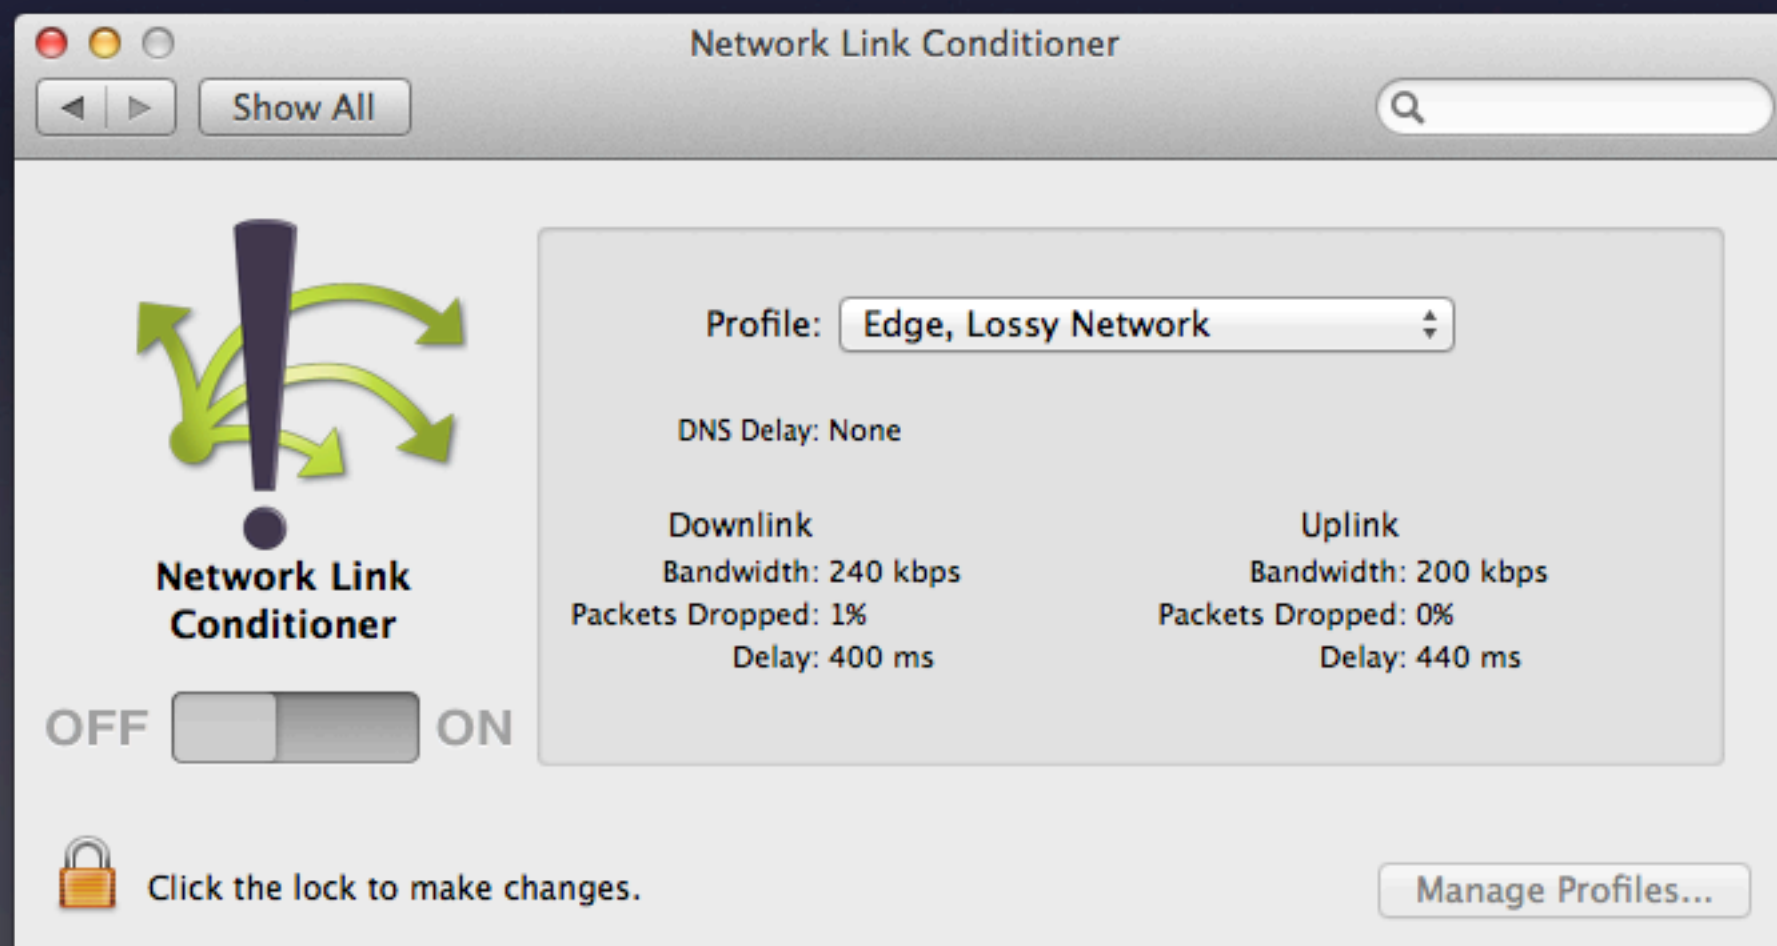 Network Link Conditioner
Show All
Network Link
Conditioner
OFF ON
Profile: Edge, Lossy Network
DNS Delay: None
Downlink
Bandwidth: 240 kbps
Packets Dropped: 1%
Delay: 400 ms
Uplink
Bandwidth: 200 kbps
Packets Dropped: 0%
Delay: 440 ms
Click the lock to make changes.
Manage Profiles...